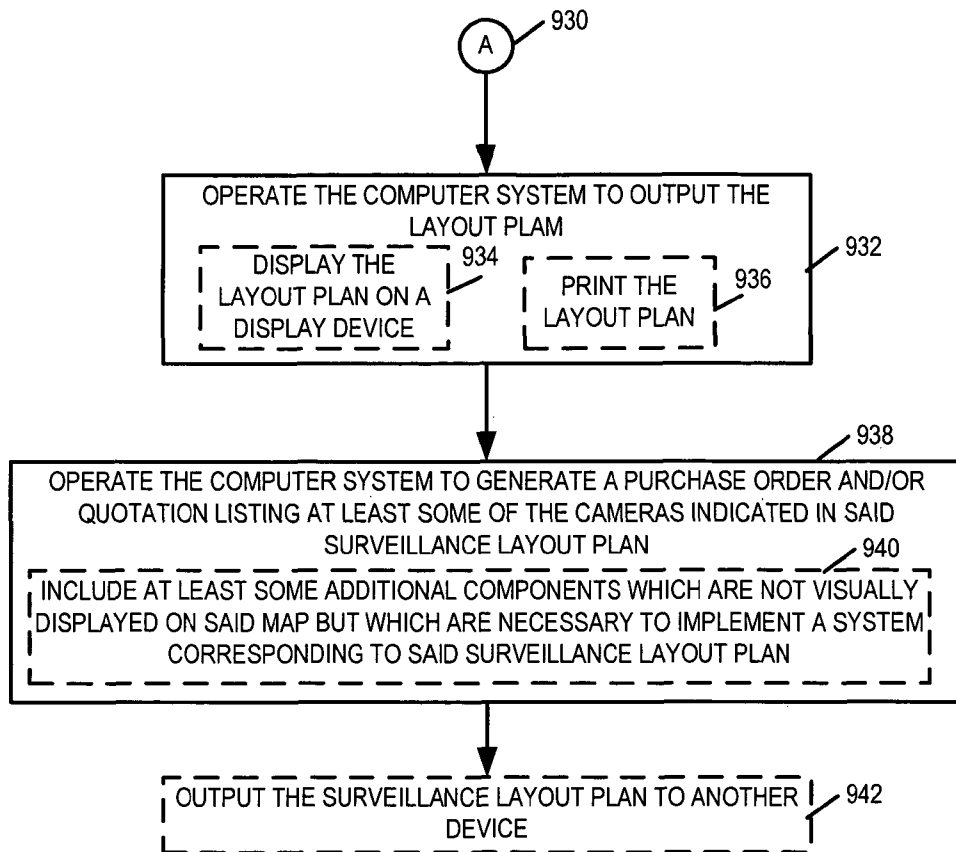 A
930
OPERATE THE COMPUTER SYSTEM TO OUTPUT THE
LAYOUT PLAM
932
DISPLAY THE
LAYOUT PLAN ON A
DISPLAY DEVICE
934
PRINT THE
LAYOUT PLAN
936
938
OPERATE THE COMPUTER SYSTEM TO GENERATE A PURCHASE ORDER AND/OR
QUOTATION LISTING AT LEAST SOME OF THE CAMERAS INDICATED IN SAID
SURVEILLANCE LAYOUT PLAN
940
INCLUDE AT LEAST SOME ADDITIONAL COMPONENTS WHICH ARE NOT VISUALLY
DISPLAYED ON SAID MAP BUT WHICH ARE NECESSARY TO IMPLEMENT A SYSTEM
CORRESPONDING TO SAID SURVEILLANCE LAYOUT PLAN
OUTPUT THE SURVEILLANCE LAYOUT PLAN TO ANOTHER
DEVICE
942